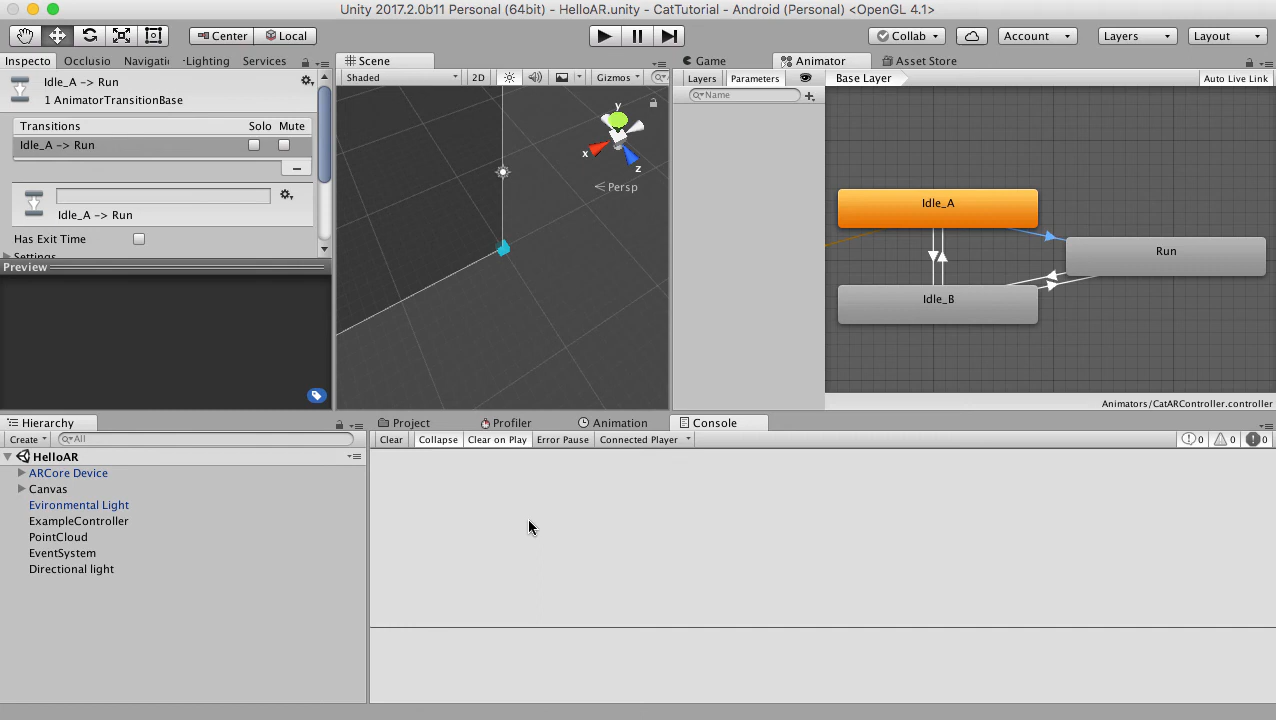 Unity 2017.2.0b11 Personal (64bit) - HelloAR.unity - CatTutorial - Android (Personal) <OpenGL 4.1>
Center Local Collab Account Layers Layout
Inspecto Occlusio Navigati Lighting Services
Idle_A -> Run
1 AnimatorTransitionBase
Transitions Solo Mute
Idle_A -> Run
Idle_A -> Run
Has Exit Time
Settings
Preview
Scene
Shaded 2D Gizmos
y
x
z
Persp
Game Animator Asset Store
Layers Parameters Base Layer Auto Live Link
Name
Idle_A
Run
Idle_B
Animators/CatARController.controller
Hierarchy
Create All
HelloAR
ARCore Device
Canvas
Evironmental Light
ExampleController
PointCloud
EventSystem
Directional light
Project Profiler Animation Console
Clear Collapse Clear on Play Error Pause Connected Player 0 0 0